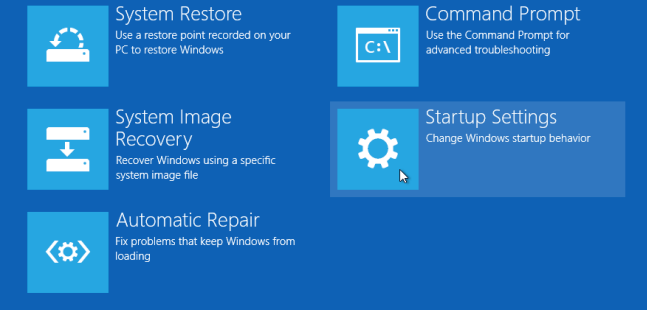 System Restore
Use a restore point recorded on your
PC to restore Windows
Command Prompt
Use the Command Prompt for
advanced troubleshooting
C:\
System Image
Recovery
Recover Windows using a specific
system image file
Startup Settings
Change Windows startup behavior
Automatic Repair
Fix problems that keep Windows from
loading